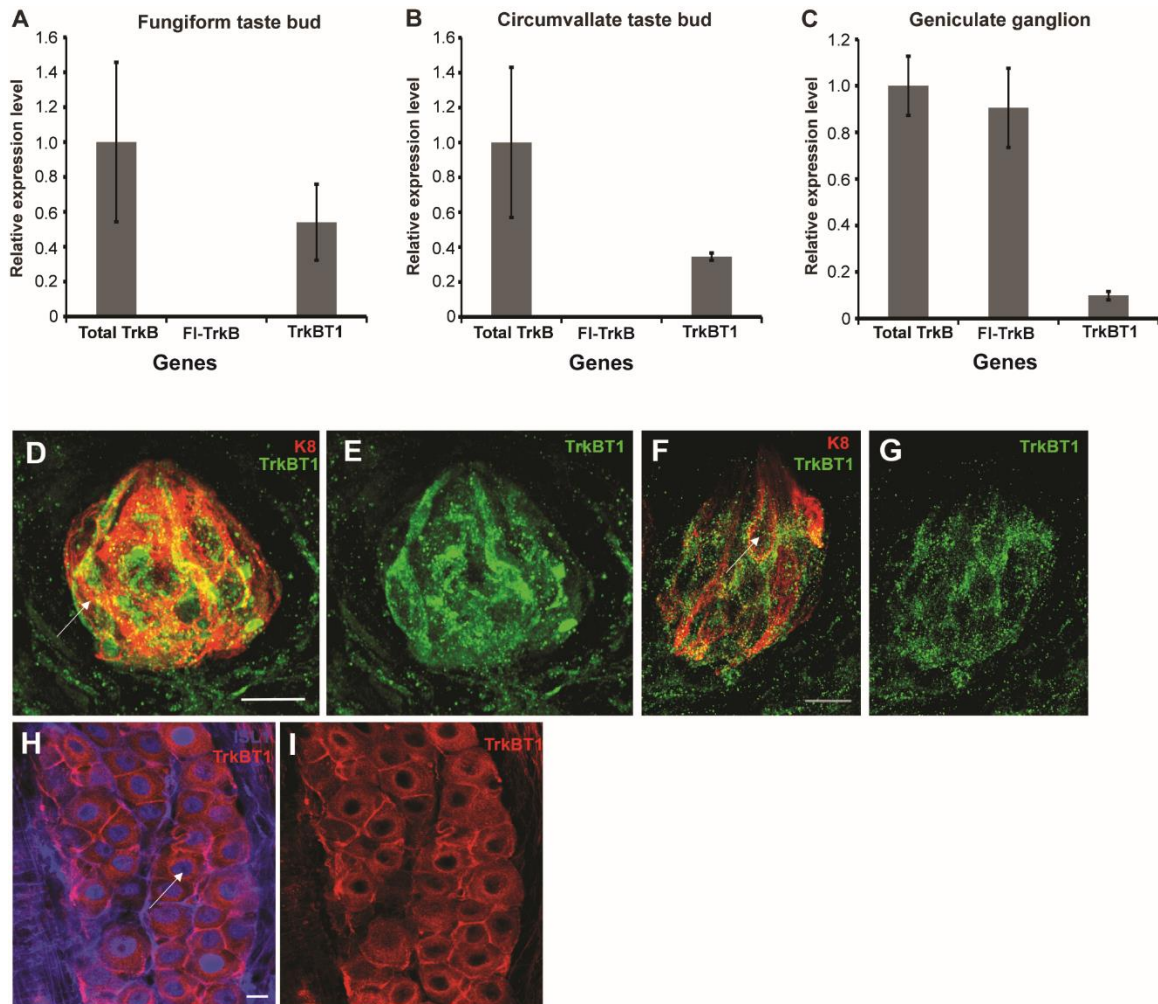 A
Fungiform taste bud
Relative expression level
1.6
1.4
1.2
1.0
0.8
0.6
0.4
0.2
0
Total TrkB FI-TrkB TrkBT1
Genes
B
Circumvallate taste bud
Relative expression level
1.6
1.4
1.2
1.0
0.8
0.6
0.4
0.2
0
Total TrkB FI-TrkB TrkBT1
Genes
C
Geniculate ganglion
Relative expression level
1.2
1.0
0.8
0.6
0.4
0.2
0
Total TrkB FI-TrkB TrkBT1
Genes
D
K8
TrkBT1
E
TrkBT1
F
K8
TrkBT1
G
TrkBT1
H
TrkBT1
I
TrkBT1